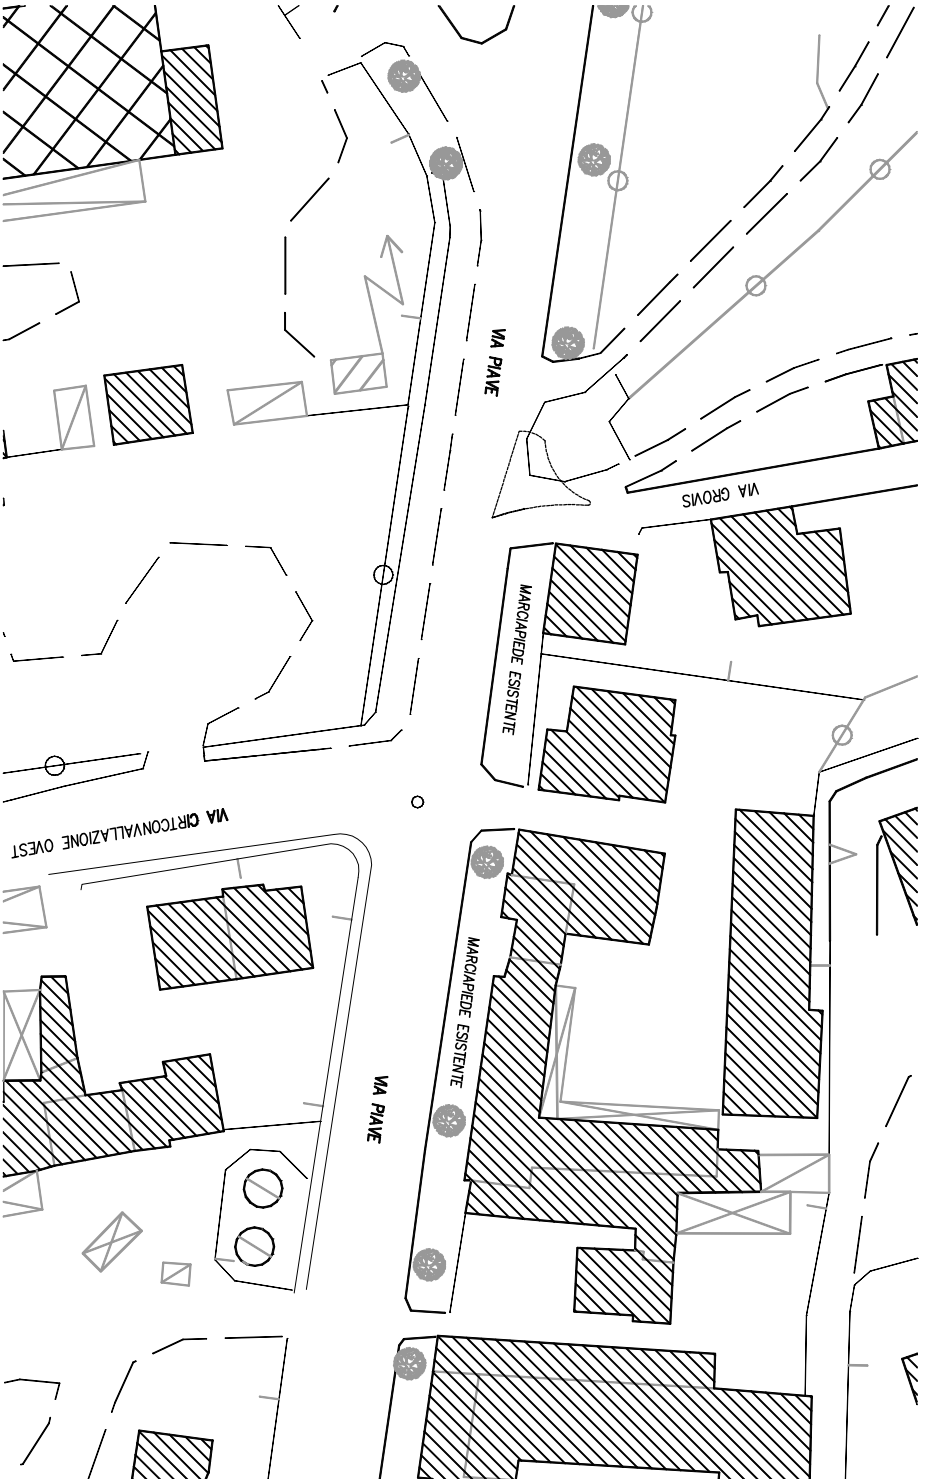 VIA PIAVE
VIA GROVIS
MARCIAPIEDE ESISTENTE
VIA CIRTCONVALLAZIONE OVEST
MARCIAPIEDE ESISTENTE
VIA PIAVE